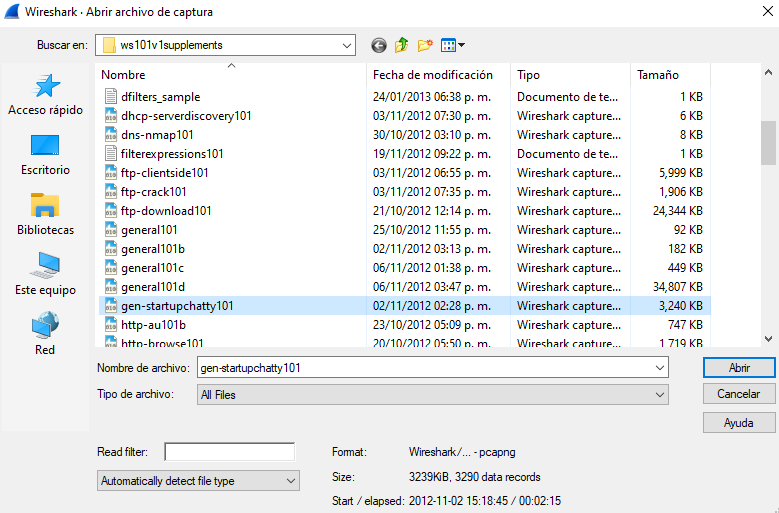 Wireshark · Abrir archivo de captura
Buscar en: ws101v1supplements
Nombre Fecha de modificación Tipo Tamaño
dfilters_sample 24/01/2013 06:38 p. m. Documento de te... 1 KB
dhcp-serverdiscovery101 03/11/2012 07:30 p. m. Wireshark capture... 6 KB
dns-nmap101 30/10/2012 03:10 p. m. Wireshark capture... 8 KB
filterexpressions101 19/11/2012 09:22 p. m. Documento de te... 1 KB
ftp-clientside101 03/11/2012 06:55 p. m. Wireshark capture... 5,999 KB
ftp-crack101 03/11/2012 07:35 p. m. Wireshark capture... 1,906 KB
ftp-download101 21/10/2012 12:14 p. m. Wireshark capture... 24,344 KB
general101 25/10/2012 11:55 p. m. Wireshark capture... 92 KB
general101b 02/11/2012 03:13 p. m. Wireshark capture... 182 KB
general101c 06/11/2012 01:38 p. m. Wireshark capture... 449 KB
general101d 06/11/2012 03:47 p. m. Wireshark capture... 34,807 KB
gen-startupchatty101 02/11/2012 02:28 p. m. Wireshark capture... 3,240 KB
http-au101b 23/10/2012 05:09 p. m. Wireshark capture... 747 KB
http-browse101 20/10/2012 05:50 p. m. Wireshark capture... 1,719 KB
Acceso rápido
Escritorio
Bibliotecas
Este equipo
Red
Nombre de archivo: gen-startupchatty101 Abrir
Tipo de archivo: All Files Cancelar
Ayuda
Read filter: Format: Wireshark/... - pcapng
Automatically detect file type Size: 3239KiB, 3290 data records
Start / elapsed: 2012-11-02 15:18:45 / 00:02:15